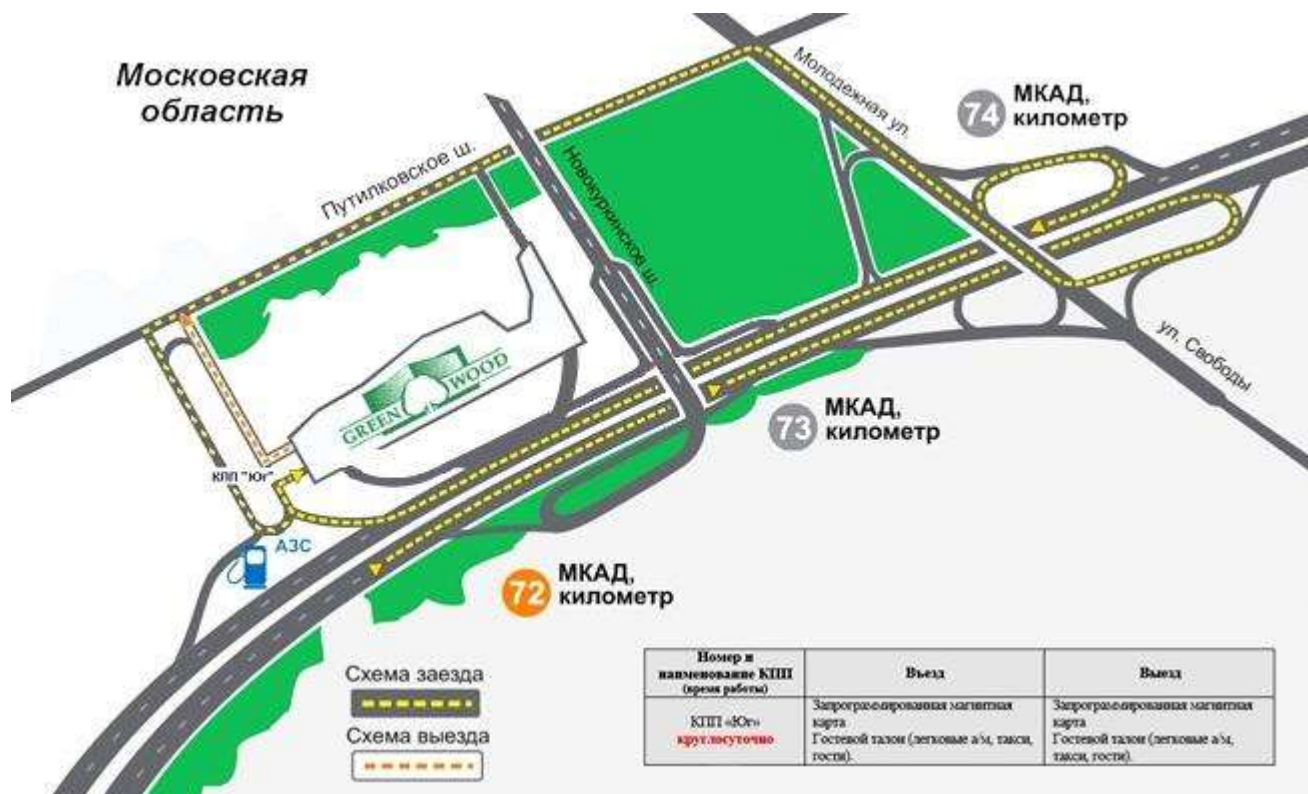 Московская
область
Путилковское ш.
Новокуркинское ш.
Молодежная ул.
74
МКАД,
километр
ул. Свободы
GREEN WOOD
73
МКАД,
километр
КПП "Юг"
АЗС
72
МКАД,
километр
Схема заезда
Схема выезда
Номер и
наименование КПП
(время работы)
Въезд
Выезд
КПП «Юг»
круглосуточно
Запрограммированная магнитная
карта
Гостевой талон (легковые а/м, такси,
гости).
Запрограммированная магнитная
карта
Гостевой талон (легковые а/м,
такси, гости).